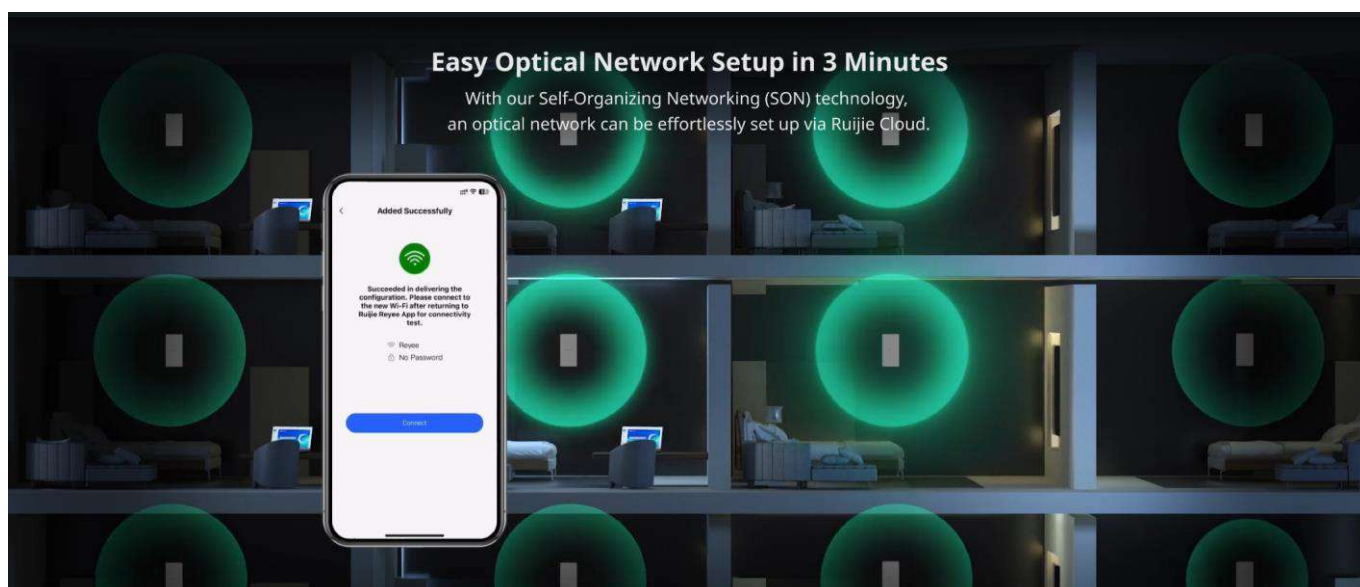 Easy Optical Network Setup in 3 Minutes
With our Self-Organizing Networking (SON) technology,
an optical network can be effortlessly set up via Ruijie Cloud.
Added Successfully
Succeeded in delivering the
configuration. Please connect to
the new Wi-Fi after returning to
Ruijie Reyee App for connectivity
test.
Reyee
No Password
Connect